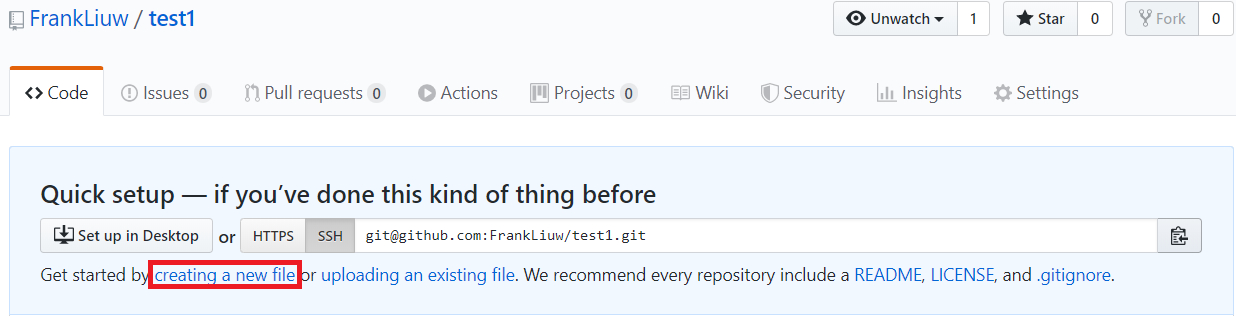 FrankLiuw / test1
Unwatch 1 Star 0 Fork 0
Code Issues 0 Pull requests 0 Actions Projects 0 Wiki Security Insights Settings
Quick setup — if you’ve done this kind of thing before
Set up in Desktop or HTTPS SSH git@github.com:FrankLiuw/test1.git
Get started by creating a new file or uploading an existing file. We recommend every repository include a README, LICENSE, and .gitignore.